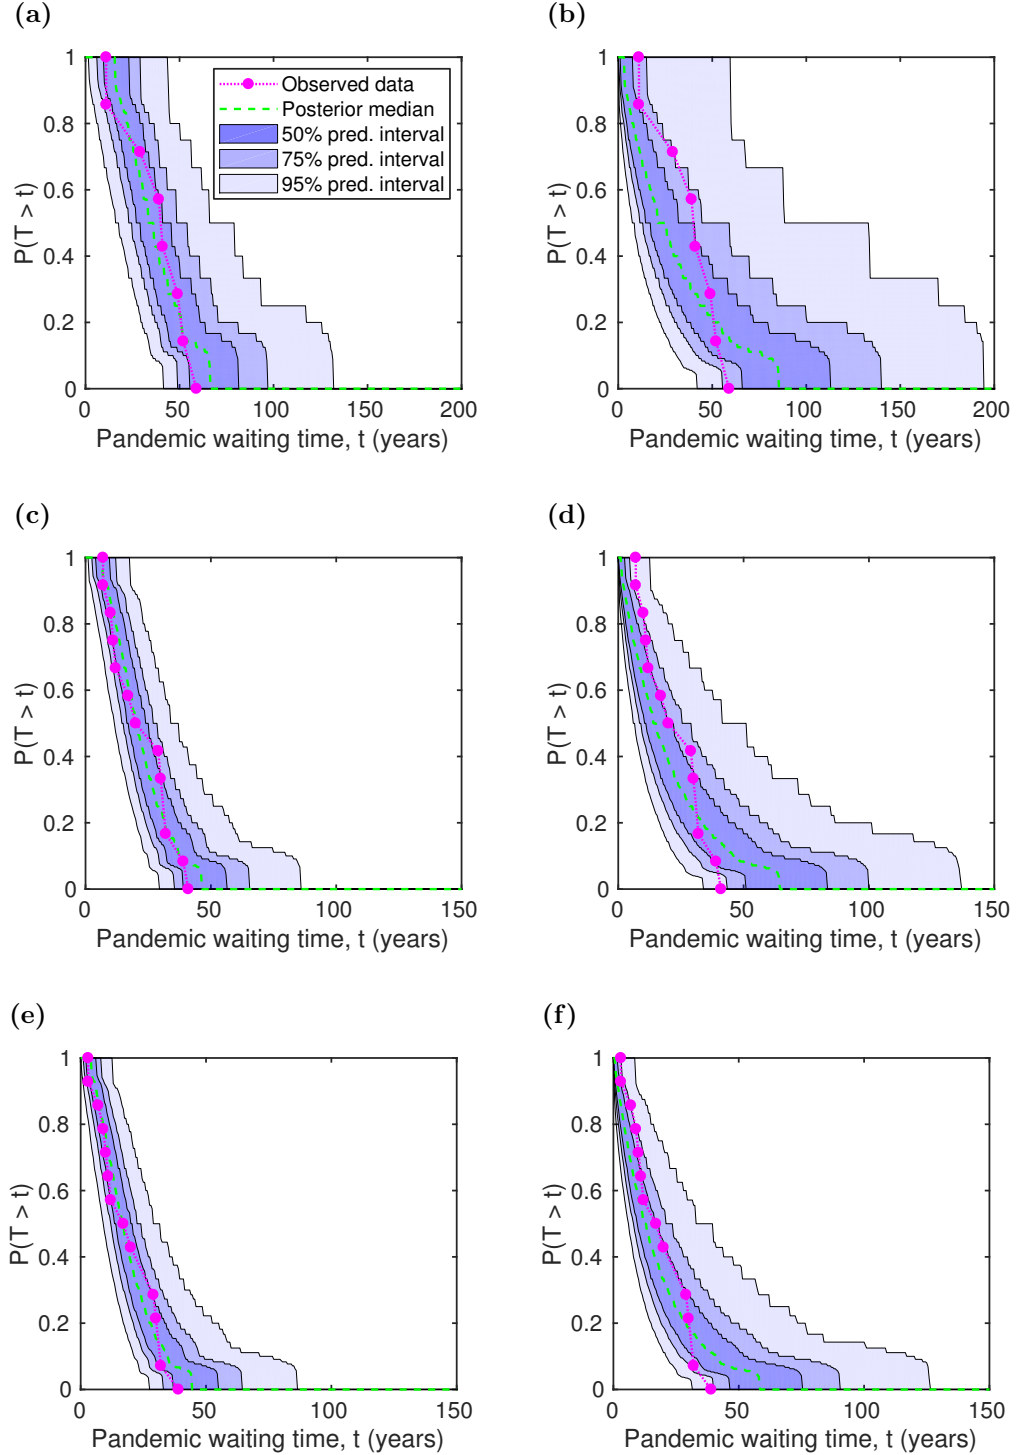 (a)
(b)
1
0.8
0.6
0.4
0.2
0
P(T > t)
0
50
100
150
200
Pandemic waiting time, t (years)
Observed data
Posterior median
50% pred. interval
75% pred. interval
95% pred. interval
1
0.8
0.6
0.4
0.2
0
P(T > t)
0
50
100
150
200
Pandemic waiting time, t (years)
(c)
(d)
1
0.8
0.6
0.4
0.2
0
P(T > t)
0
50
100
150
Pandemic waiting time, t (years)
1
0.8
0.6
0.4
0.2
0
P(T > t)
0
50
100
150
Pandemic waiting time, t (years)
(e)
(f)
1
0.8
0.6
0.4
0.2
0
P(T > t)
0
50
100
150
Pandemic waiting time, t (years)
1
0.8
0.6
0.4
0.2
0
P(T > t)
0
50
100
150
Pandemic waiting time, t (years)